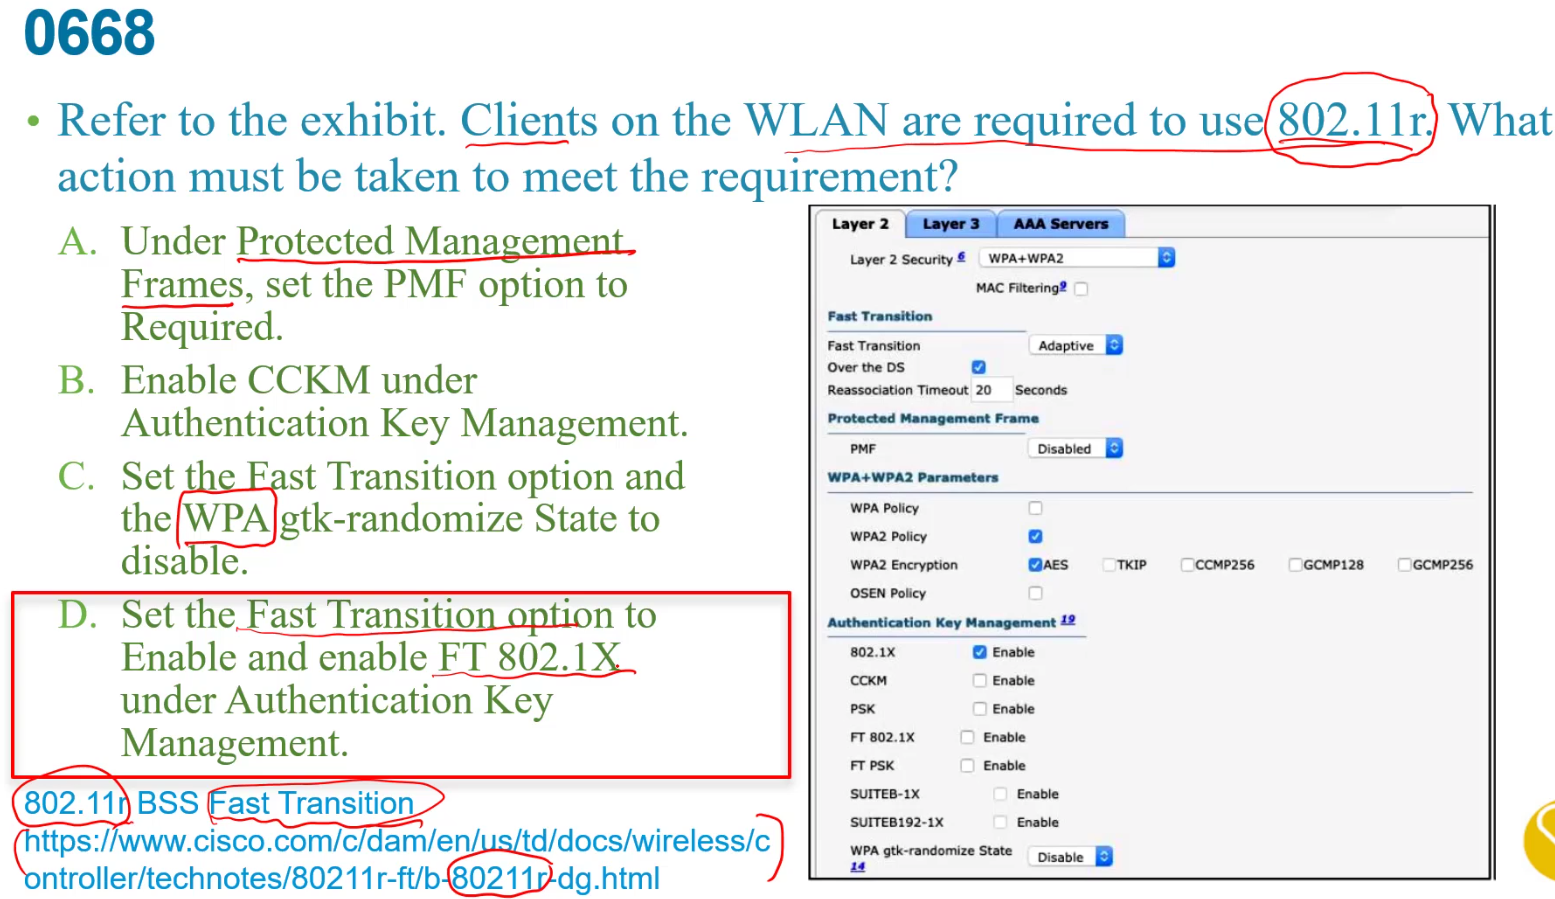 0668
• Refer to the exhibit. Clients on the WLAN are required to use 802.11r. What
action must be taken to meet the requirement?
A. Under Protected Management
Frames, set the PMF option to
Required.
B. Enable CCKM under
Authentication Key Management.
C. Set the Fast Transition option and
the WPA gtk-randomize State to
disable.
D. Set the Fast Transition option to
Enable and enable FT 802.1X
under Authentication Key
Management.
802.11r BSS Fast Transition
https://www.cisco.com/c/dam/en/us/td/docs/wireless/c
ontroller/technotes/80211r-ft/b-80211r-dg.html
Layer 2 Layer 3 AAA Servers
Layer 2 Security 6 WPA+WPA2
MAC Filtering 9
Fast Transition
Fast Transition Adaptive
Over the DS
Reassociation Timeout 20 Seconds
Protected Management Frame
PMF Disabled
WPA+WPA2 Parameters
WPA Policy
WPA2 Policy
WPA2 Encryption AES TKIP CCMP256 GCMP128 GCMP256
OSEN Policy
Authentication Key Management 19
802.1X Enable
CCKM Enable
PSK Enable
FT 802.1X Enable
FT PSK Enable
SUITEB-1X Enable
SUITEB192-1X Enable
WPA gtk-randomize State Disable
14